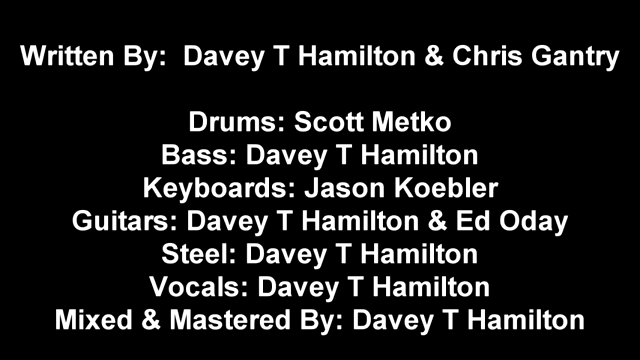 Written By:  Davey T Hamilton & Chris Gantry
Drums: Scott Metko
Bass: Davey T Hamilton
Keyboards: Jason Koebler
Guitars: Davey T Hamilton & Ed Oday
Steel: Davey T Hamilton
Vocals: Davey T Hamilton
Mixed & Mastered By: Davey T Hamilton